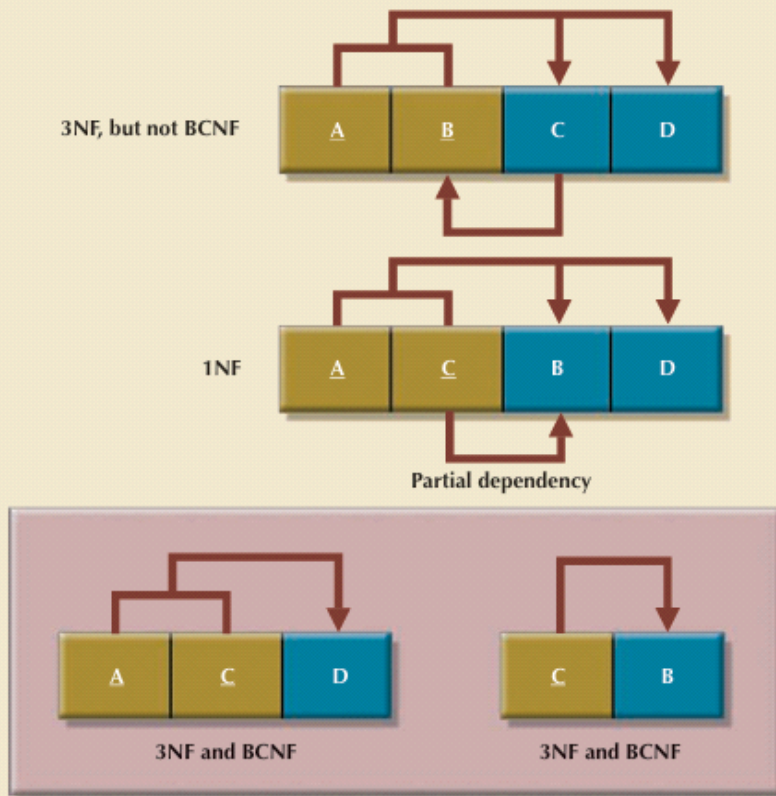 3NF, but not BCNF
A B C D
1NF
A C B D
Partial dependency
A C D
C B
3NF and BCNF
3NF and BCNF